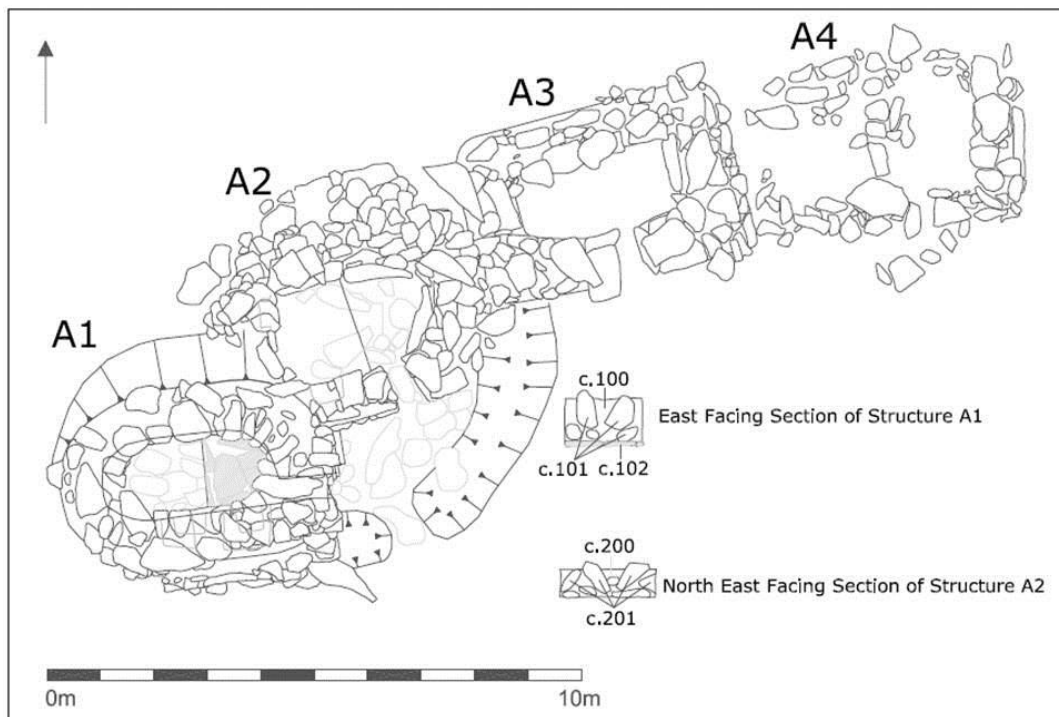 A4
A3
A2
A1
c.100
East Facing Section of Structure A1
c.101
c.102
c.200
North East Facing Section of Structure A2
c.201
0m
10m